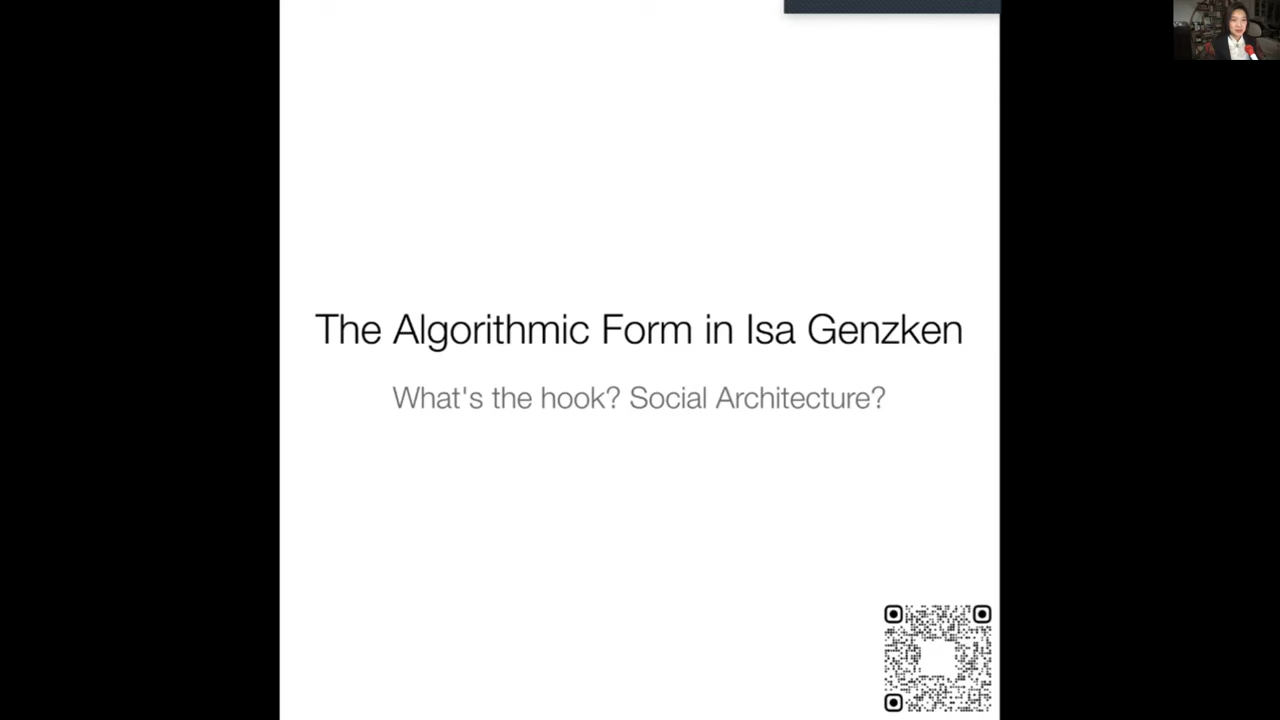 The Algorithmic Form in Isa Genzken
What's the hook? Social Architecture?